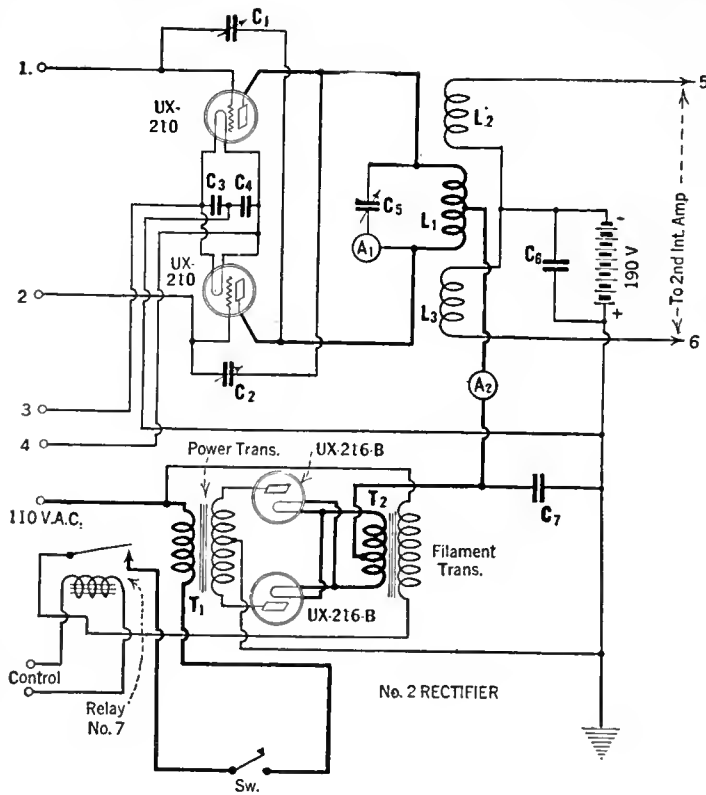 C1
1.
5
UX-
210
L2
C3 C4
C5
L1
A1
C6
190 V
To 2nd Int. Amp
UX-
210
2
L3
+
6
C2
A2
3
4
Power Trans.
UX-216-B
110 V.A.C.
T2
C7
Filament
Trans.
T1
UX-216-B
Control
No. 2 RECTIFIER
Relay
No. 7
Sw.